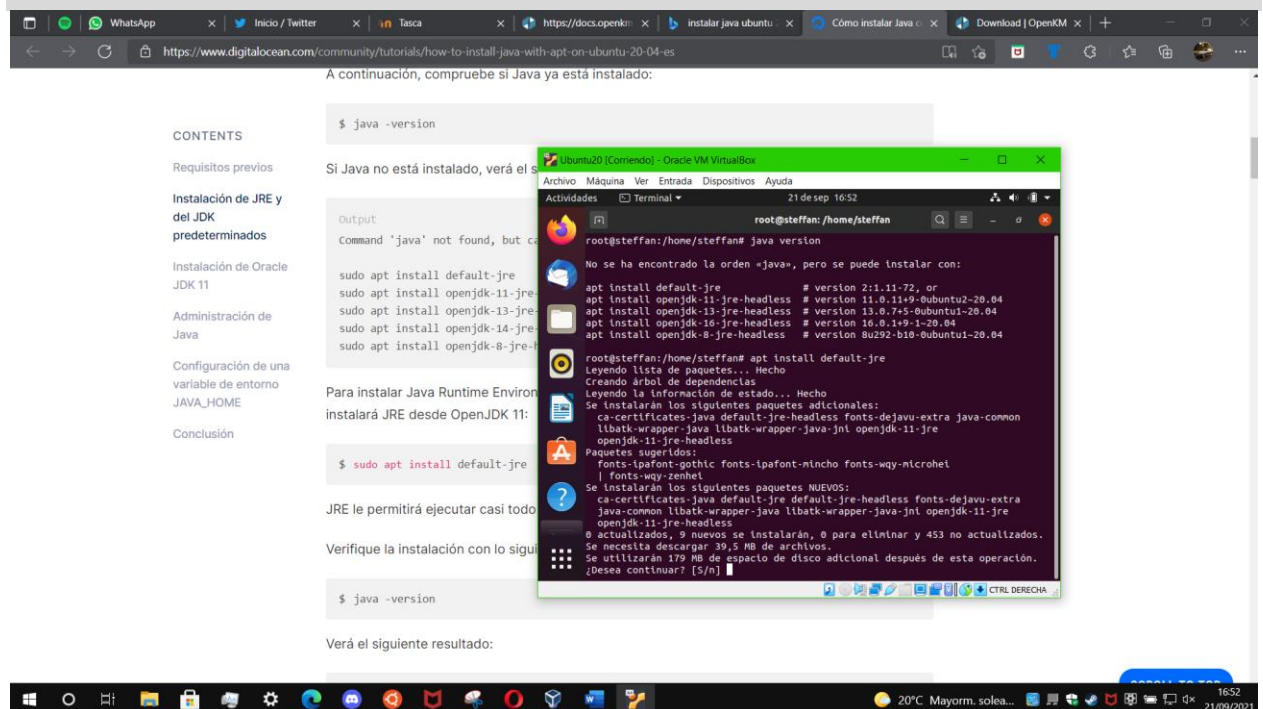 WhatsApp
Inicio / Twitter
Tasca
https://docs.openkm
instalar java ubuntu
Cómo instalar Java
Download | OpenKM
https://www.digitalocean.com/community/tutorials/how-to-install-java-with-apt-on-ubuntu-20-04-es
A continuación, compruebe si Java ya está instalado:
$ java -version
CONTENTS
Requisitos previos
Instalación de JRE y
del JDK
predeterminados
Instalación de Oracle
JDK 11
Administración de
Java
Configuración de una
variable de entorno
JAVA_HOME
Conclusión
Si Java no está instalado, verá el s
Output
Command 'java' not found, but ca
sudo apt install default-jre
sudo apt install openjdk-11-jre-
sudo apt install openjdk-13-jre-
sudo apt install openjdk-14-jre-
sudo apt install openjdk-8-jre-h
Para instalar Java Runtime Environ
instalará JRE desde OpenJDK 11:
$ sudo apt install default-jre
JRE le permitirá ejecutar casi todo
Verifique la instalación con lo sigui
$ java -version
Verá el siguiente resultado:
Ubuntu20 [Corriendo] - Oracle VM VirtualBox
Archivo Máquina Ver Entrada Dispositivos Ayuda
Actividades Terminal 21 de sep 16:52
root@steffan: /home/steffan
root@steffan:/home/steffan# java version
No se ha encontrado la orden «java», pero se puede instalar con:
apt install default-jre # version 2:1.11-72, or
apt install openjdk-11-jre-headless # version 11.0.11+9-0ubuntu2~20.04
apt install openjdk-13-jre-headless # version 13.0.7+5-0ubuntu1~20.04
apt install openjdk-16-jre-headless # version 16.0.1+9-1~20.04
apt install openjdk-8-jre-headless # version 8u292-b10-0ubuntu1~20.04
root@steffan:/home/steffan# apt install default-jre
Leyendo lista de paquetes... Hecho
Creando árbol de dependencias
Leyendo la información de estado... Hecho
Se instalarán los siguientes paquetes adicionales:
ca-certificates-java default-jre-headless fonts-dejavu-extra java-common
libatk-wrapper-java libatk-wrapper-java-jni openjdk-11-jre
openjdk-11-jre-headless
Paquetes sugeridos:
fonts-ipafont-gothic fonts-ipafont-mincho fonts-wqy-microhei
| fonts-wqy-zenhei
Se instalarán los siguientes paquetes NUEVOS:
ca-certificates-java default-jre default-jre-headless fonts-dejavu-extra
java-common libatk-wrapper-java libatk-wrapper-java-jni openjdk-11-jre
openjdk-11-jre-headless
0 actualizados, 9 nuevos se instalarán, 0 para eliminar y 453 no actualizados.
Se necesita descargar 39,5 MB de archivos.
Se utilizarán 179 MB de espacio de disco adicional después de esta operación.
¿Desea continuar? [S/n]
CTRL DERECHA
20°C Mayorm. solea...
16:52
21/09/2021